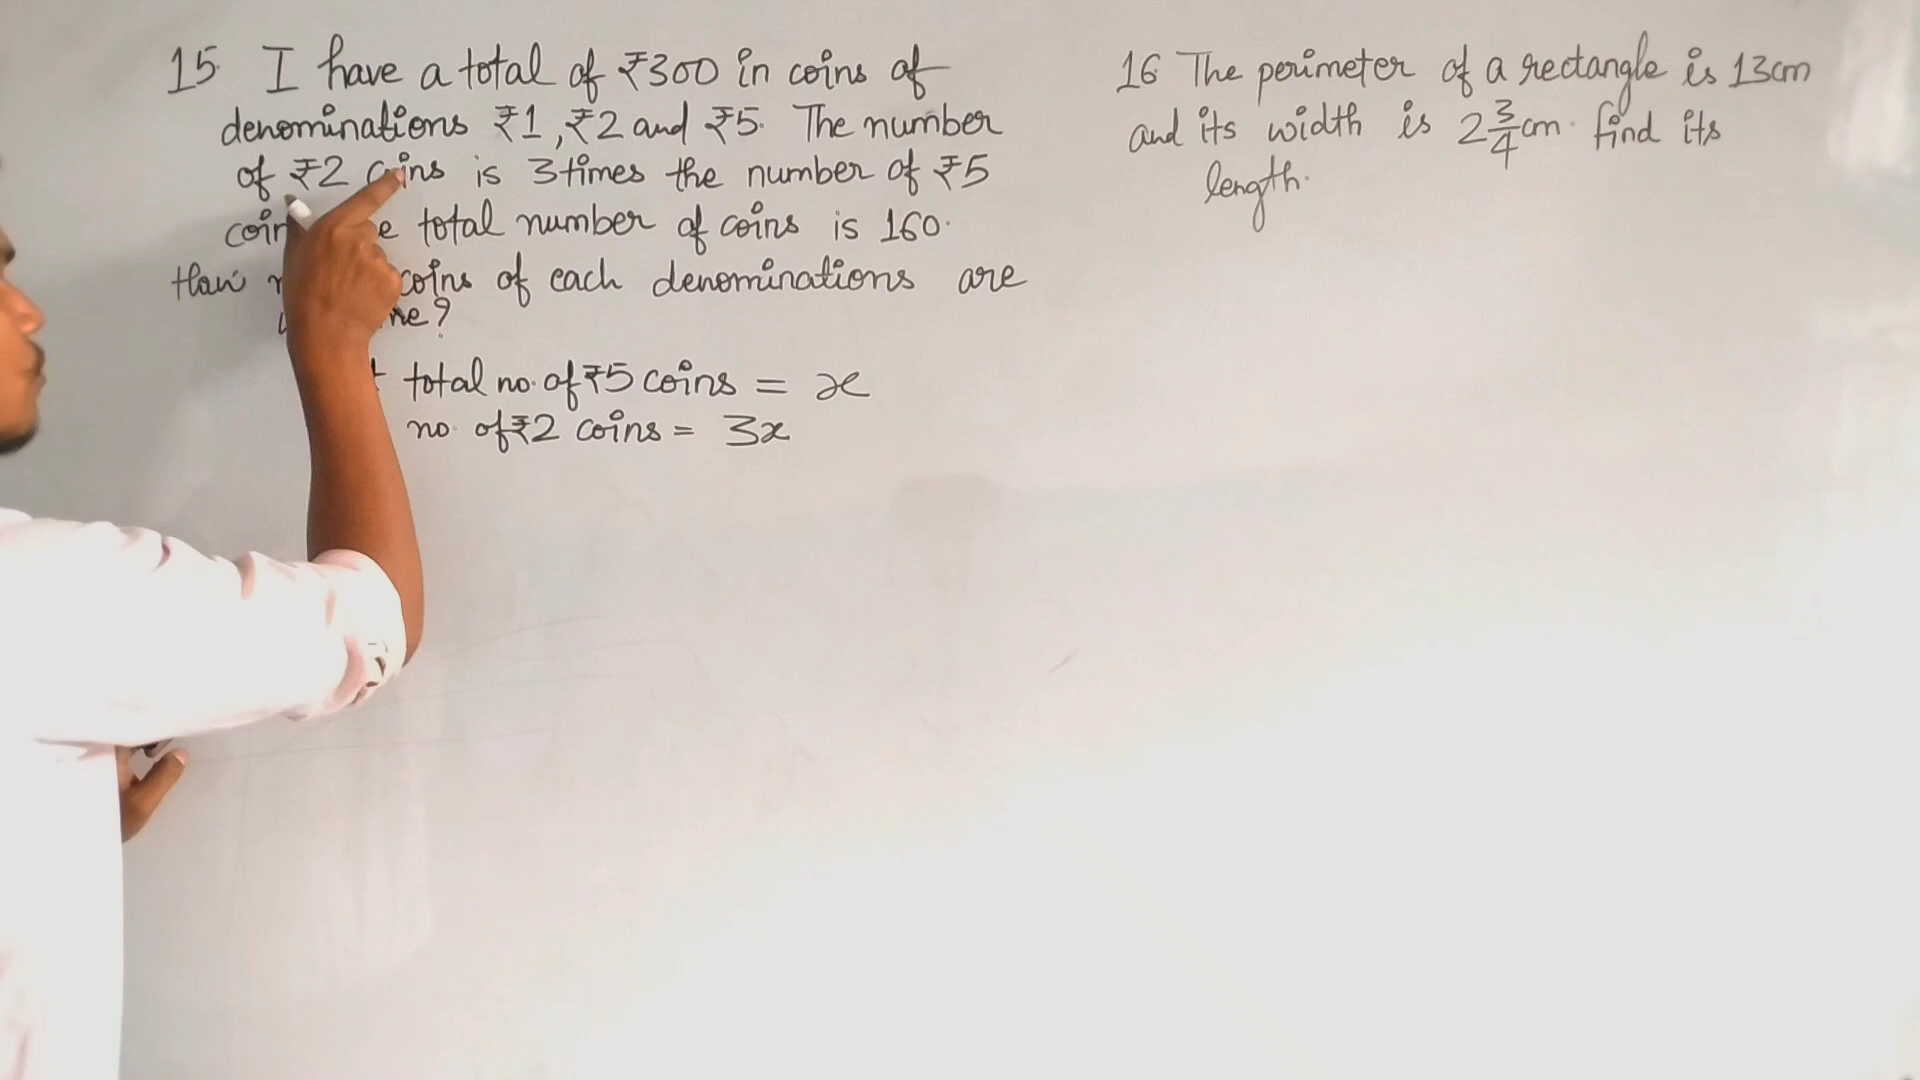 15. I have a total of ₹300 in coins of
denominations ₹1, ₹2 and ₹5. The number
of ₹2 coins is 3 times the number of ₹5
total number of coins is 160.
coins of each denominations are
total no. of ₹5 coins = x
no. of ₹2 coins = 3x
16 The perimeter of a rectangle is 13cm
and its width is 2 3/4 cm. find its
length.